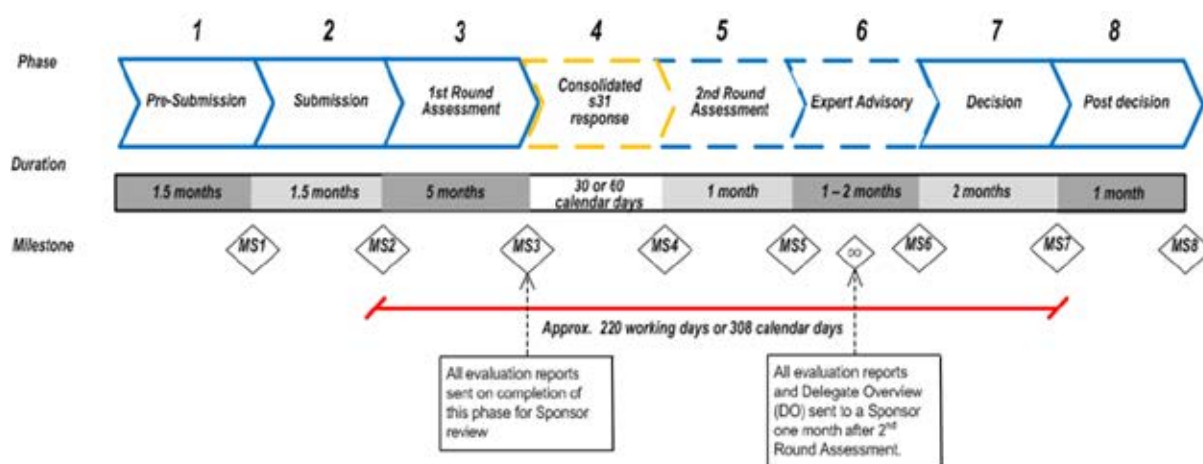 1 2 3 4 5 6 7 8
Phase
Pre-Submission
Submission
1st Round
Assessment
Consolidated
s31
response
2nd Round
Assessment
Expert Advisory
Decision
Post decision
Duration
1.5 months
1.5 months
5 months
30 or 60
calendar days
1 month
1 – 2 months
2 months
1 month
Milestone
MS1
MS2
MS3
MS4
MS5
DO
MS6
MS7
MS8
Approx. 220 working days or 308 calendar days
All evaluation reports
sent on completion of
this phase for Sponsor
review
All evaluation reports
and Delegate Overview
(DO) sent to a Sponsor
one month after 2nd
Round Assessment.